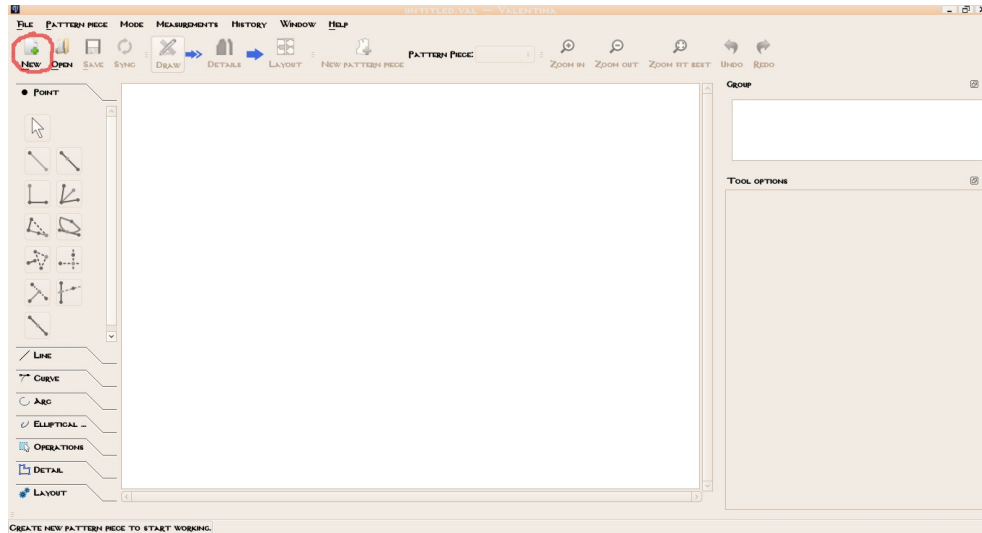 untitled.val — Valentina
File Pattern piece Mode Measurements History Window Help
New Open Save Sync Draw Details Layout New pattern piece Pattern Piece: Zoom in Zoom out Zoom fit best Undo Redo
Point
Group
Tool options
Line
Curve
Arc
Elliptical ...
Operations
Detail
Layout
Create new pattern piece to start working.